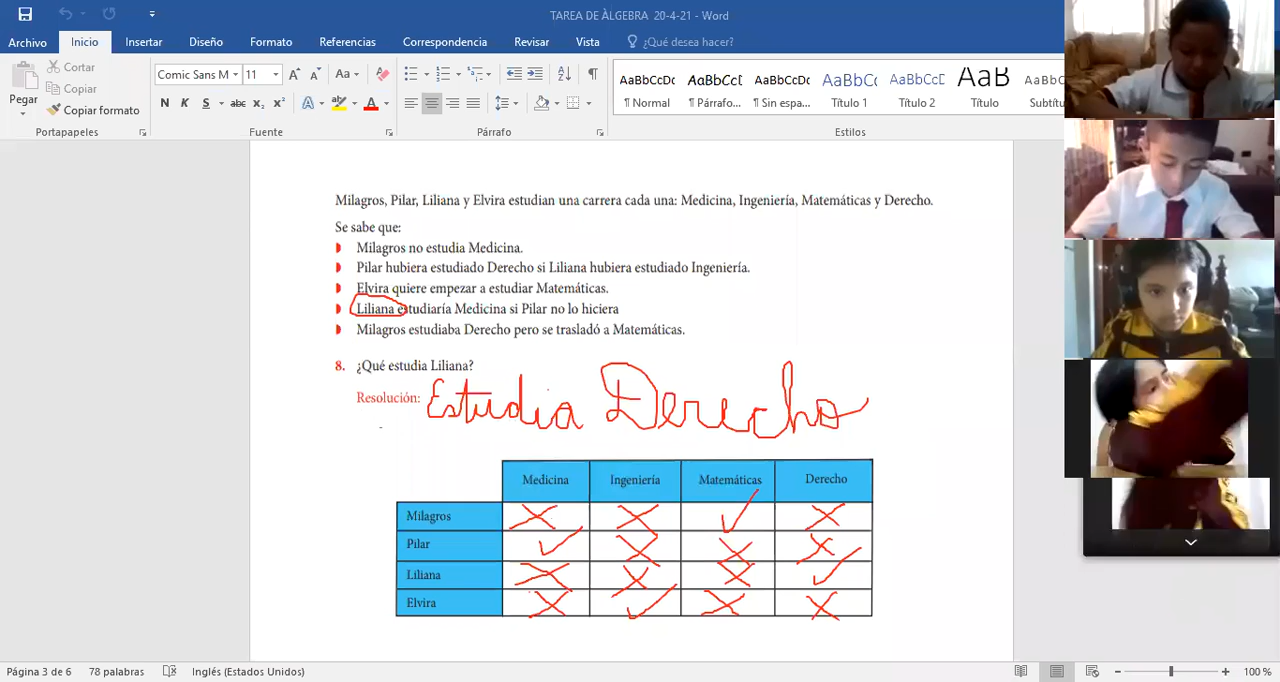 TAREA DE ÀLGEBRA 20-4-21 - Word
Archivo Inicio Insertar Diseño Formato Referencias Correspondencia Revisar Vista ¿Qué desea hacer?
Pegar
Cortar
Copiar
Copiar formato
Portapapeles
Comic Sans M 11
N K S abc x₂ x²
Fuente
Párrafo
AaBbCcDc AaBbCcD AaBbCcDc AaBbCc AaBbCcD AaB AaBbC
¶ Normal ¶ Párrafo... ¶ Sin espa... Título 1 Título 2 Título Subtítu
Estilos
Milagros, Pilar, Liliana y Elvira estudian una carrera cada una: Medicina, Ingeniería, Matemáticas y Derecho.
Se sabe que:
Milagros no estudia Medicina.
Pilar hubiera estudiado Derecho si Liliana hubiera estudiado Ingeniería.
Elvira quiere empezar a estudiar Matemáticas.
Liliana estudiaría Medicina si Pilar no lo hiciera
Milagros estudiaba Derecho pero se trasladó a Matemáticas.
8. ¿Qué estudia Liliana?
Resolución: Estudia Derecho
Medicina Ingeniería Matemáticas Derecho
Milagros
Pilar
Liliana
Elvira
Página 3 de 6 78 palabras Inglés (Estados Unidos) 100 %